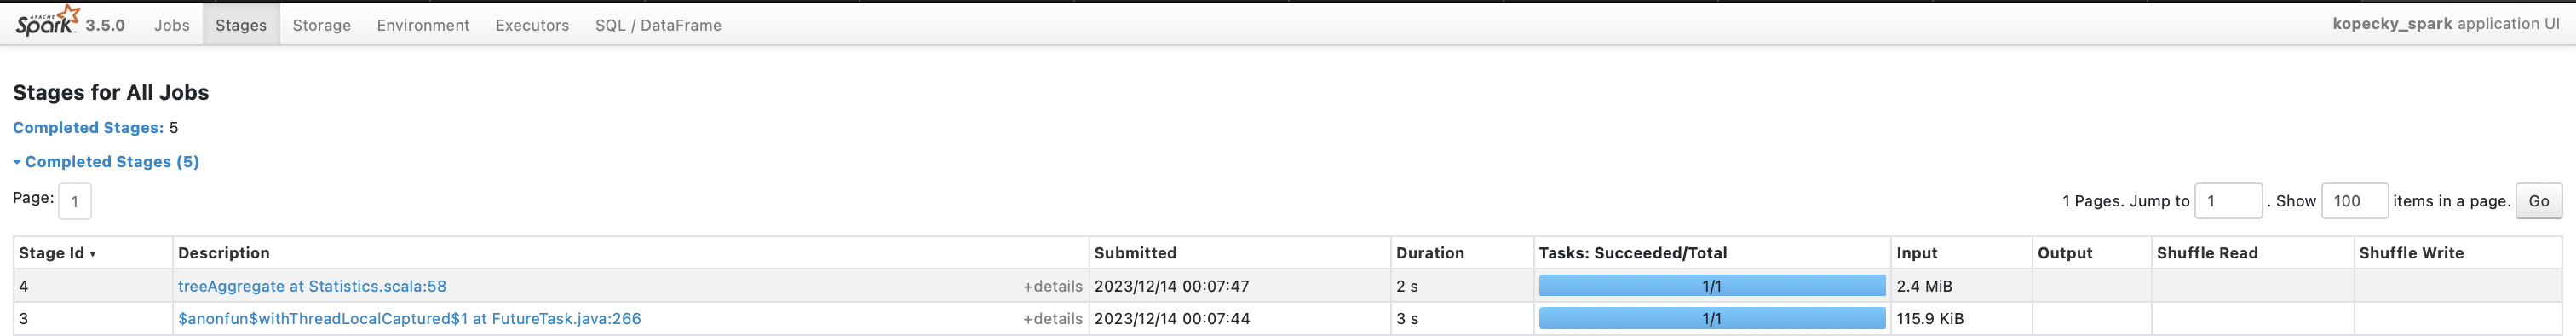 APACHE Spark 3.5.0 Jobs Stages Storage Environment Executors SQL / DataFrame kopecky_spark application UI
Stages for All Jobs
Completed Stages: 5
Completed Stages (5)
Page: 1 1 Pages. Jump to 1 . Show 100 items in a page. Go
Stage Id ▾ Description Submitted Duration Tasks: Succeeded/Total Input Output Shuffle Read Shuffle Write
4 treeAggregate at Statistics.scala:58 +details 2023/12/14 00:07:47 2 s 1/1 2.4 MiB
3 $anonfun$withThreadLocalCaptured$1 at FutureTask.java:266 +details 2023/12/14 00:07:44 3 s 1/1 115.9 KiB